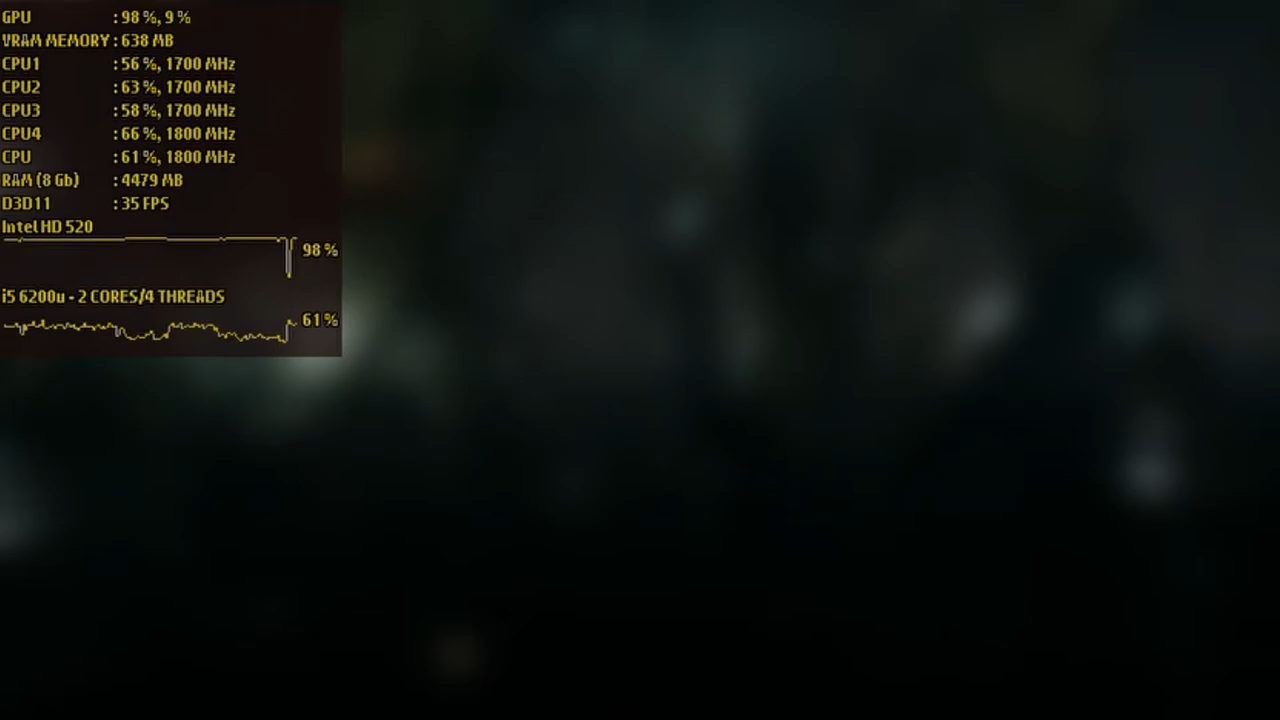 GPU : 98 %, 9 %
VRAM MEMORY : 638 MB
CPU1 : 56 %, 1700 MHz
CPU2 : 63 %, 1700 MHz
CPU3 : 58 %, 1700 MHz
CPU4 : 66 %, 1800 MHz
CPU : 61 %, 1800 MHz
RAM (8 Gb) : 4479 MB
D3D11 : 35 FPS
Intel HD 520
98 %
i5 6200u - 2 CORES/4 THREADS
61 %